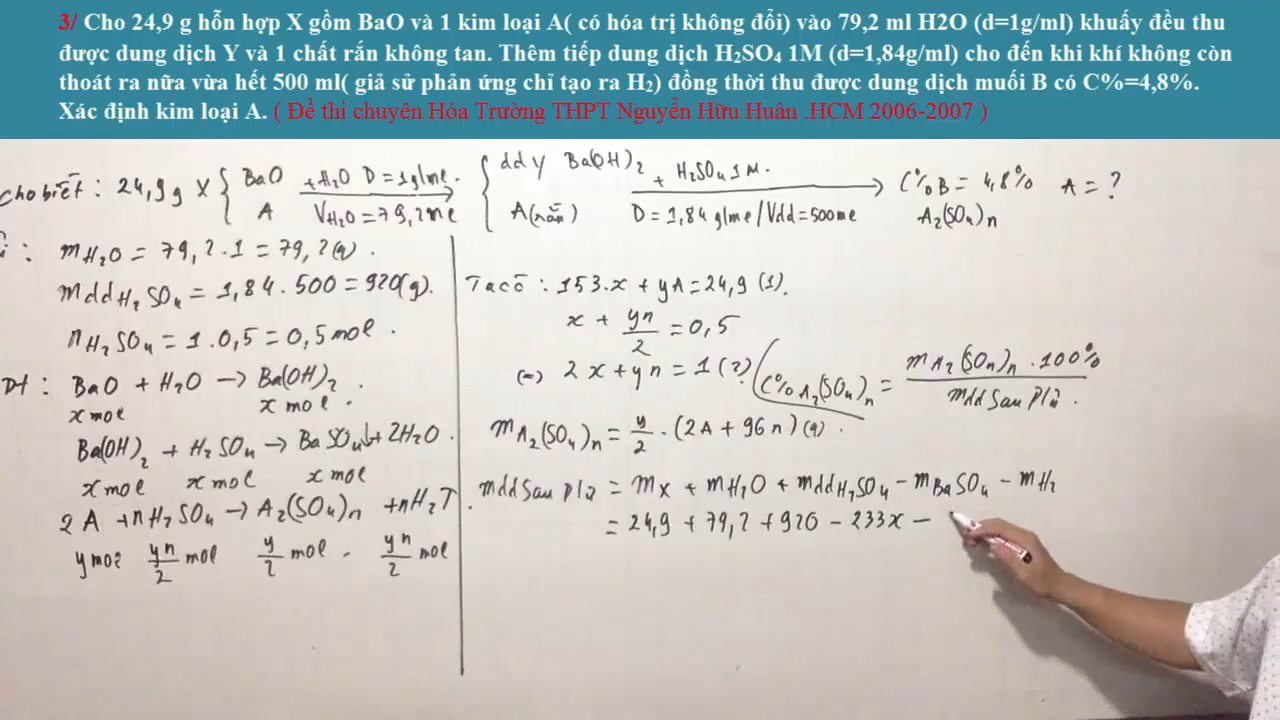 3/ Cho 24,9 g hỗn hợp X gồm BaO và 1 kim loại A( có hóa trị không đổi) vào 79,2 ml H2O (d=1g/ml) khuấy đều thu
được dung dịch Y và 1 chất rắn không tan. Thêm tiếp dung dịch H₂SO₄ 1M (d=1,84g/ml) cho đến khi khí không còn
thoát ra nữa vừa hết 500 ml( giả sử phản ứng chỉ tạo ra H₂) đồng thời thu được dung dịch muối B có C%=4,8%.
Xác định kim loại A. ( Đề thi chuyên Hóa Trường THPT Nguyễn Hữu Huân .HCM 2006-2007 )
Cho biết : 24,9 g X { BaO A +H₂O D = 1g/ml. V H₂O = 79,2ml { ddY Ba(OH)₂ A(rắn) + H₂SO₄ 1M. D = 1,84 g/ml / Vdd = 500ml C%B = 4,8% A = ?
A₂(SO₄)n
: mH₂O = 79,2.1 = 79,2(g).
mddH₂SO₄ = 1,84.500 = 920(g).
nH₂SO₄ = 1.0,5 = 0,5 mol.
Pt : BaO + H₂O → Ba(OH)₂.
x mol x mol.
Ba(OH)₂ + H₂SO₄ → BaSO₄↓ + 2H₂O.
x mol x mol x mol
2A + nH₂SO₄ → A₂(SO₄)n + nH₂↑.
y mol yn/2 mol y/2 mol - yn/2 mol
Ta có : 153.x + yA = 24,9 (1).
x + yn/2 = 0,5
(=) 2x + yn = 1 (2)
C% A₂(SO₄)n = mA₂(SO₄)n . 100% / mdd sau pứ.
mA₂(SO₄)n = y/2 . (2A + 96n) (g).
mdd sau pứ = mX + mH₂O + mddH₂SO₄ - mBaSO₄ - mH₂
= 24,9 + 79,2 + 920 - 233x -